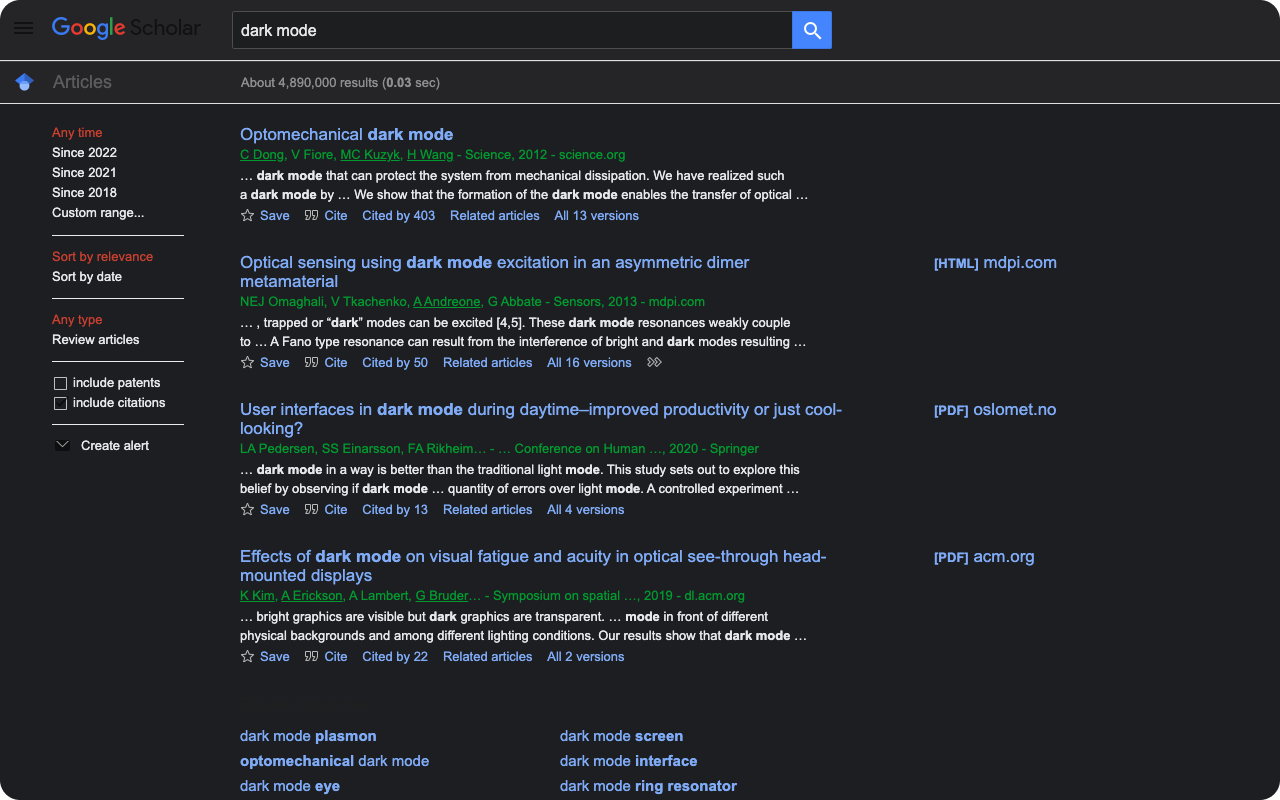 Google Scholar
dark mode
Articles
About 4,890,000 results (0.03 sec)
Any time
Since 2022
Since 2021
Since 2018
Custom range...
Sort by relevance
Sort by date
Any type
Review articles
include patents
include citations
Create alert
Optomechanical dark mode
C Dong, V Fiore, MC Kuzyk, H Wang - Science, 2012 - science.org
… dark mode that can protect the system from mechanical dissipation. We have realized such
a dark mode by … We show that the formation of the dark mode enables the transfer of optical …
Save Cite Cited by 403 Related articles All 13 versions
Optical sensing using dark mode excitation in an asymmetric dimer
metamaterial
[HTML] mdpi.com
NEJ Omaghali, V Tkachenko, A Andreone, G Abbate - Sensors, 2013 - mdpi.com
… , trapped or “dark” modes can be excited [4,5]. These dark mode resonances weakly couple
to … A Fano type resonance can result from the interference of bright and dark modes resulting …
Save Cite Cited by 50 Related articles All 16 versions
User interfaces in dark mode during daytime–improved productivity or just cool-
looking?
[PDF] oslomet.no
LA Pedersen, SS Einarsson, FA Rikheim… - … Conference on Human …, 2020 - Springer
… dark mode in a way is better than the traditional light mode. This study sets out to explore this
belief by observing if dark mode … quantity of errors over light mode. A controlled experiment …
Save Cite Cited by 13 Related articles All 4 versions
Effects of dark mode on visual fatigue and acuity in optical see-through head-
mounted displays
[PDF] acm.org
K Kim, A Erickson, A Lambert, G Bruder… - Symposium on spatial …, 2019 - dl.acm.org
… bright graphics are visible but dark graphics are transparent. … mode in front of different
physical backgrounds and among different lighting conditions. Our results show that dark mode …
Save Cite Cited by 22 Related articles All 2 versions
dark mode plasmon
dark mode screen
optomechanical dark mode
dark mode interface
dark mode eye
dark mode ring resonator